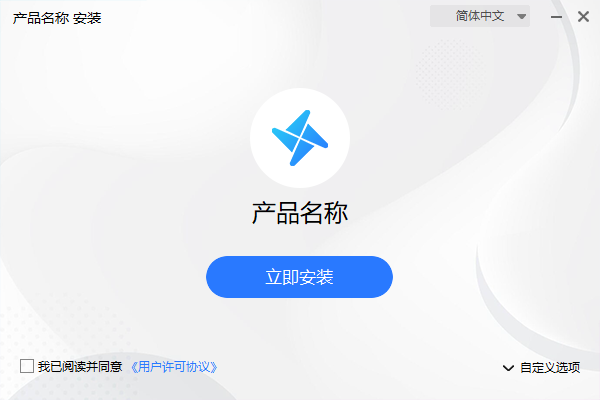 产品名称 安装
简体中文
产品名称
立即安装
我已阅读并同意 《用户许可协议》
自定义选项